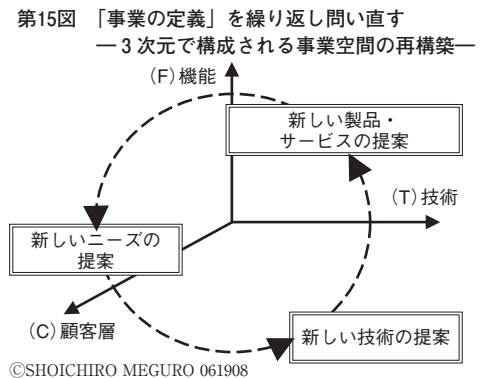 第15図　「事業の定義」を繰り返し問い直す
―3次元で構成される事業空間の再構築―
(F)機能
新しい製品・
サービスの提案
(T)技術
新しいニーズの
提案
(C)顧客層
新しい技術の提案
©SHOICHIRO MEGURO 061908